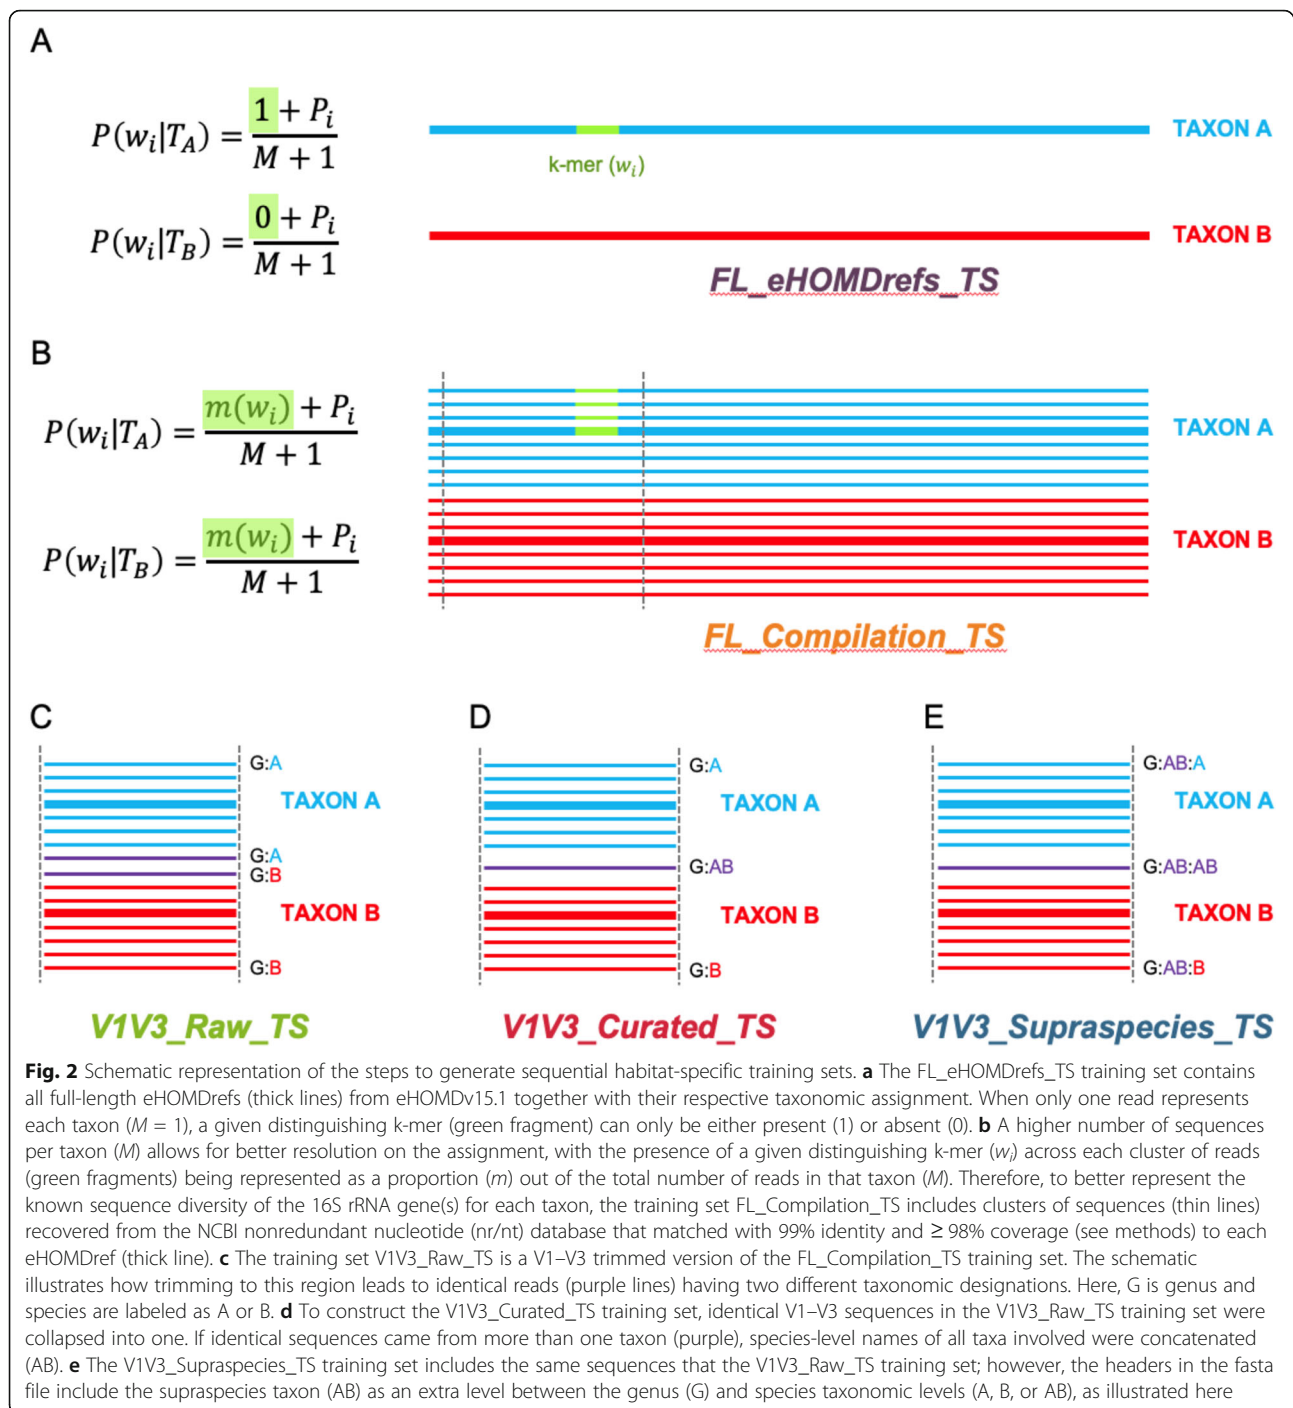 A
P(w_i|T_A) = (1 + P_i) / (M + 1)
TAXON A
k-mer (w_i)
P(w_i|T_B) = (0 + P_i) / (M + 1)
TAXON B
FL_eHOMDrefs_TS
B
P(w_i|T_A) = (m(w_i) + P_i) / (M + 1)
TAXON A
P(w_i|T_B) = (m(w_i) + P_i) / (M + 1)
TAXON B
FL_Compilation_TS
C
G:A
TAXON A
G:A
G:B
TAXON B
G:B
V1V3_Raw_TS
D
G:A
TAXON A
G:AB
TAXON B
G:B
V1V3_Curated_TS
E
G:AB:A
TAXON A
G:AB:AB
TAXON B
G:AB:B
V1V3_Supraspecies_TS
Fig. 2 Schematic representation of the steps to generate sequential habitat-specific training sets. a The FL_eHOMDrefs_TS training set contains
all full-length eHOMDrefs (thick lines) from eHOMDv15.1 together with their respective taxonomic assignment. When only one read represents
each taxon (M = 1), a given distinguishing k-mer (green fragment) can only be either present (1) or absent (0). b A higher number of sequences
per taxon (M) allows for better resolution on the assignment, with the presence of a given distinguishing k-mer (w_i) across each cluster of reads
(green fragments) being represented as a proportion (m) out of the total number of reads in that taxon (M). Therefore, to better represent the
known sequence diversity of the 16S rRNA gene(s) for each taxon, the training set FL_Compilation_TS includes clusters of sequences (thin lines)
recovered from the NCBI nonredundant nucleotide (nr/nt) database that matched with 99% identity and ≥ 98% coverage (see methods) to each
eHOMDref (thick line). c The training set V1V3_Raw_TS is a V1–V3 trimmed version of the FL_Compilation_TS training set. The schematic
illustrates how trimming to this region leads to identical reads (purple lines) having two different taxonomic designations. Here, G is genus and
species are labeled as A or B. d To construct the V1V3_Curated_TS training set, identical V1–V3 sequences in the V1V3_Raw_TS training set were
collapsed into one. If identical sequences came from more than one taxon (purple), species-level names of all taxa involved were concatenated
(AB). e The V1V3_Supraspecies_TS training set includes the same sequences that the V1V3_Raw_TS training set; however, the headers in the fasta
file include the supraspecies taxon (AB) as an extra level between the genus (G) and species taxonomic levels (A, B, or AB), as illustrated here